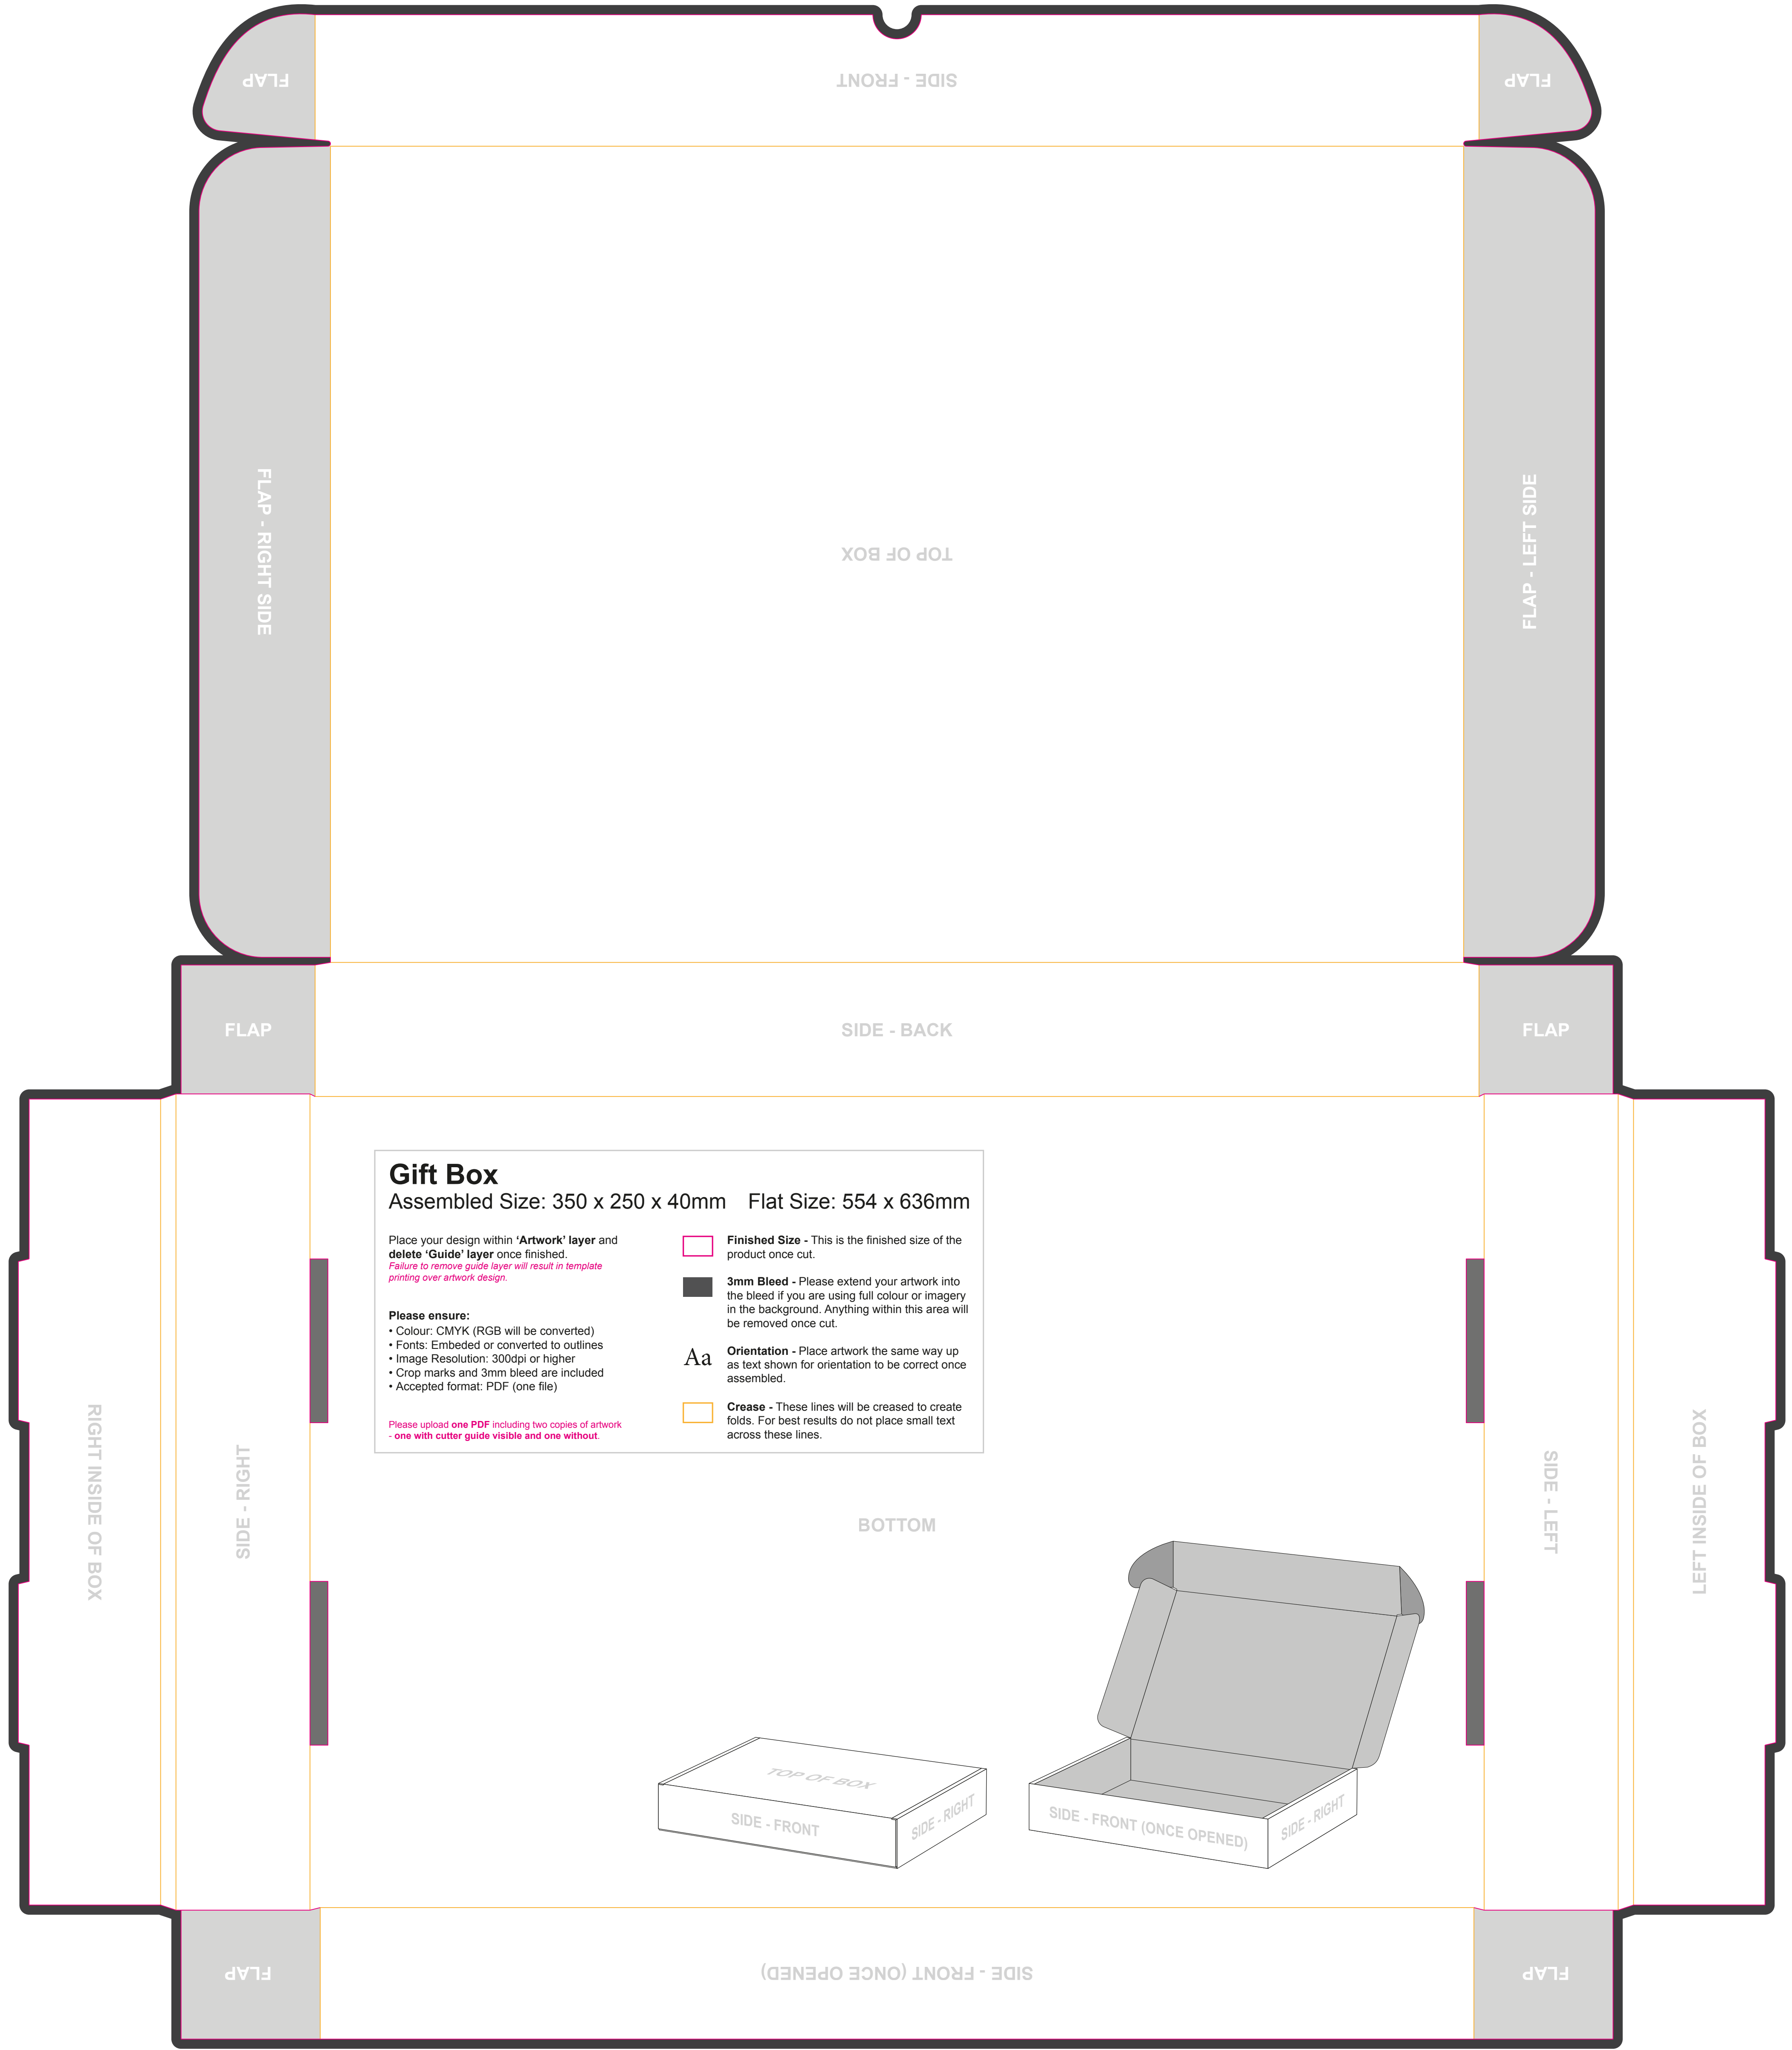 FLAP
SIDE - FRONT
FLAP
FLAP - RIGHT SIDE
TOP OF BOX
FLAP - LEFT SIDE
FLAP
SIDE - BACK
FLAP
Gift Box
Assembled Size: 350 x 250 x 40mm Flat Size: 554 x 636mm
Place your design within ‘Artwork’ layer and
delete ‘Guide’ layer once finished.
Failure to remove guide layer will result in template
printing over artwork design.
Please ensure:
• Colour: CMYK (RGB will be converted)
• Fonts: Embeded or converted to outlines
• Image Resolution: 300dpi or higher
• Crop marks and 3mm bleed are included
• Accepted format: PDF (one file)
Please upload one PDF including two copies of artwork
- one with cutter guide visible and one without.
Finished Size - This is the finished size of the
product once cut.
3mm Bleed - Please extend your artwork into
the bleed if you are using full colour or imagery
in the background. Anything within this area will
be removed once cut.
Aa
Orientation - Place artwork the same way up
as text shown for orientation to be correct once
assembled.
Crease - These lines will be creased to create
folds. For best results do not place small text
across these lines.
RIGHT INSIDE OF BOX
SIDE - RIGHT
BOTTOM
SIDE - LEFT
LEFT INSIDE OF BOX
TOP OF BOX
SIDE - FRONT
SIDE - RIGHT
SIDE - FRONT (ONCE OPENED)
SIDE - RIGHT
FLAP
SIDE - FRONT (ONCE OPENED)
FLAP